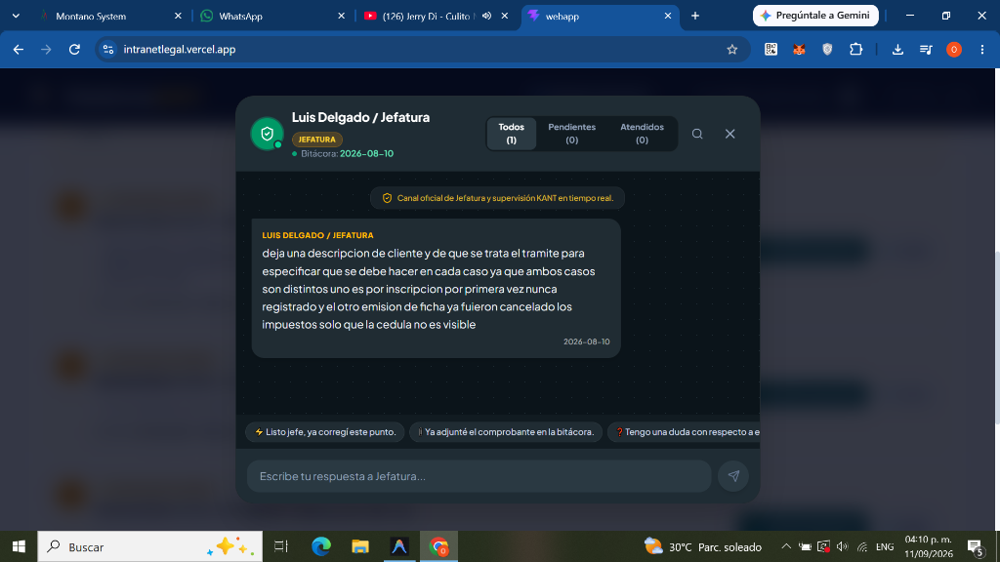 Montano System
WhatsApp
(126) Jerry Di - Culito
webapp
Pregúntale a Gemini
intranetlegal.vercel.app
O
Luis Delgado / Jefatura
JEFATURA
Bitácora: 2026-08-10
Todos
(1)
Pendientes
(0)
Atendidos
(0)
Canal oficial de Jefatura y supervisión KANT en tiempo real.
LUIS DELGADO / JEFATURA
deja una descripcion de cliente y de que se trata el tramite para
especificar que se debe hacer en cada caso ya que ambos casos
son distintos uno es por inscripcion por primera vez nunca
registrado y el otro emision de ficha ya fuieron cancelado los
impuestos solo que la cedula no es visible
2026-08-10
Listo jefe, ya corregí este punto.
Ya adjunté el comprobante en la bitácora.
Tengo una duda con respecto a e
Escribe tu respuesta a Jefatura...
Buscar
30°C Parc. soleado
ENG
04:10 p. m.
11/09/2026
5